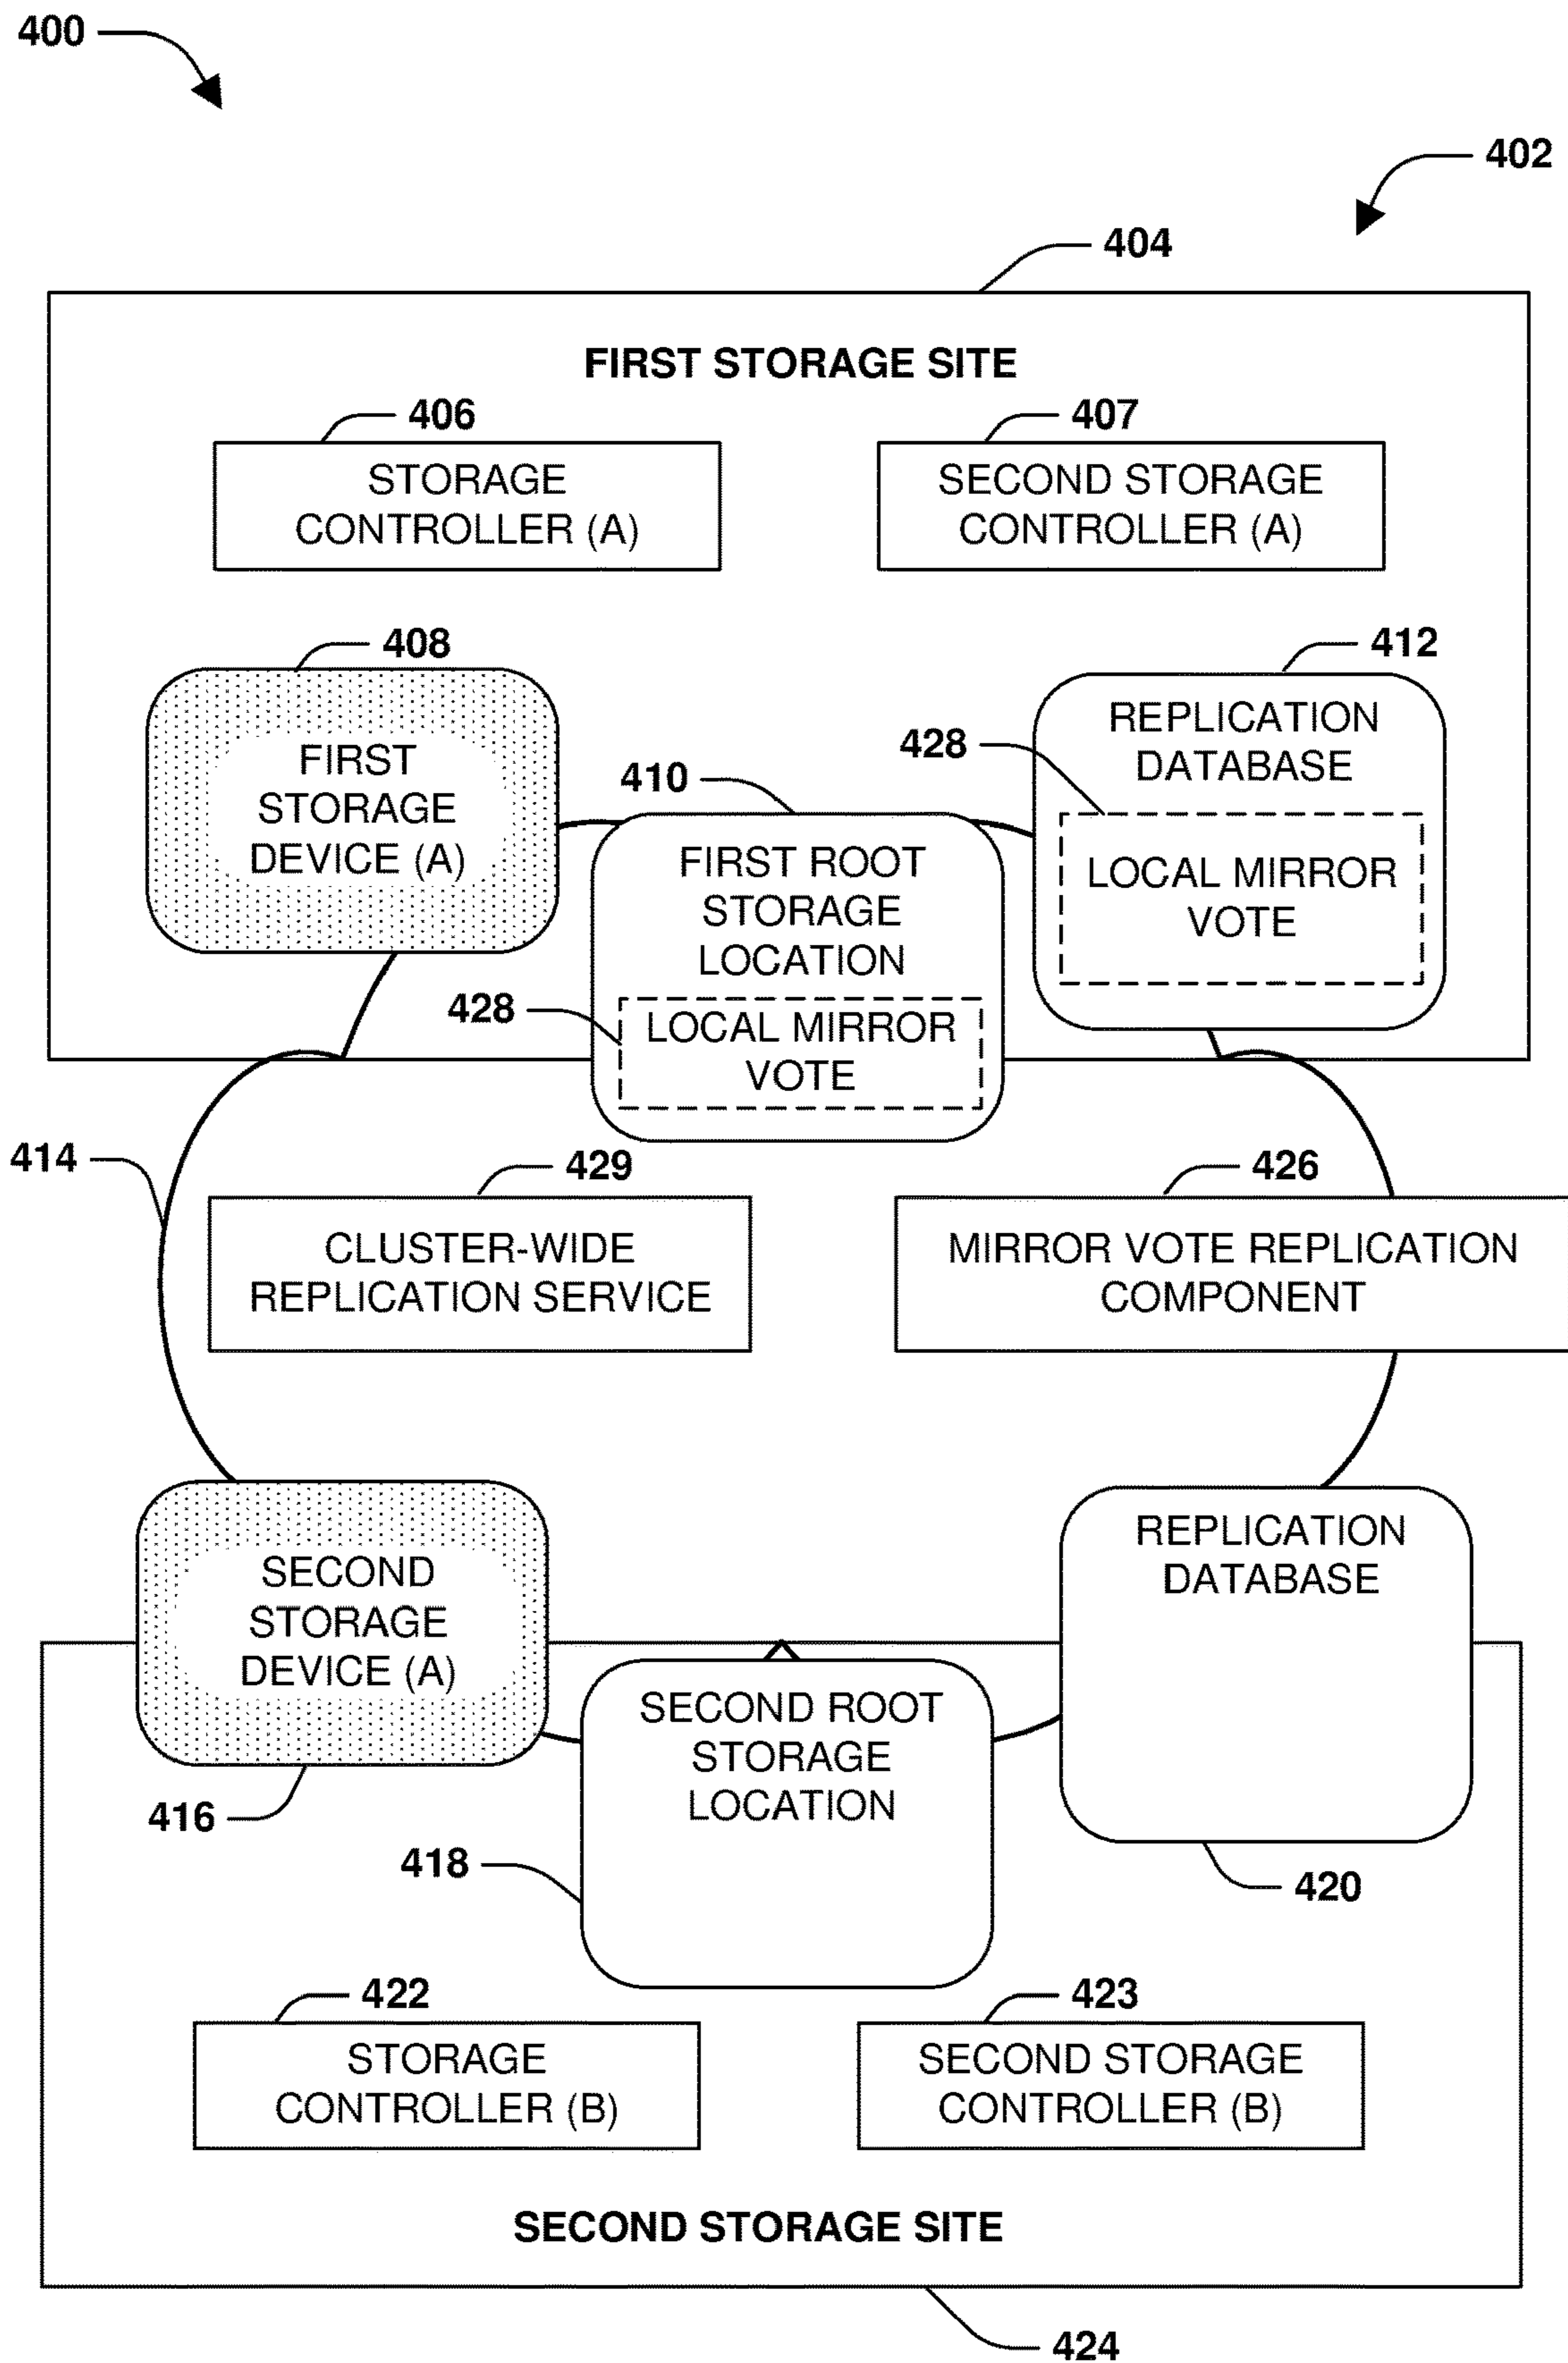 400
402
404
FIRST STORAGE SITE
406
407
STORAGE
CONTROLLER (A)
SECOND STORAGE
CONTROLLER (A)
408
412
FIRST
STORAGE
DEVICE (A)
410
428
REPLICATION
DATABASE
LOCAL MIRROR
VOTE
FIRST ROOT
STORAGE
LOCATION
428
LOCAL MIRROR
VOTE
414
429
426
CLUSTER-WIDE
REPLICATION SERVICE
MIRROR VOTE REPLICATION
COMPONENT
SECOND
STORAGE
DEVICE (A)
REPLICATION
DATABASE
SECOND ROOT
STORAGE
LOCATION
416
418
420
422
423
STORAGE
CONTROLLER (B)
SECOND STORAGE
CONTROLLER (B)
SECOND STORAGE SITE
424